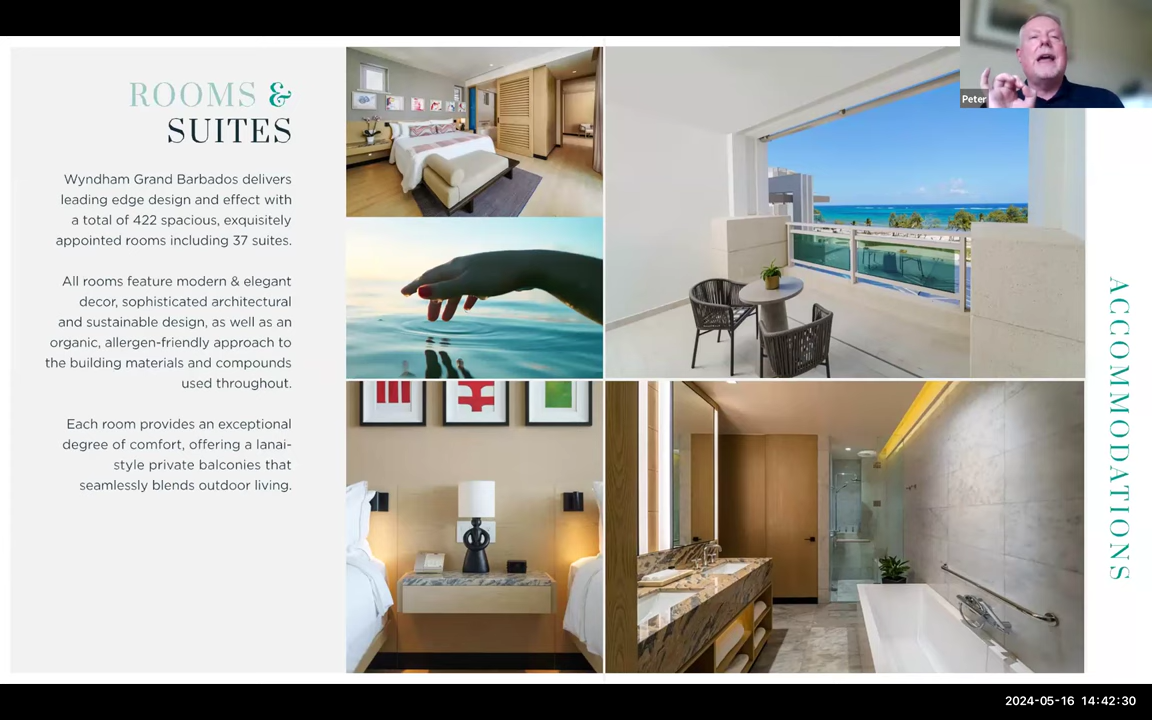 ROOMS &
SUITES
Wyndham Grand Barbados delivers
leading edge design and effect with
a total of 422 spacious, exquisitely
appointed rooms including 37 suites.
All rooms feature modern & elegant
decor, sophisticated architectural
and sustainable design, as well as an
organic, allergen-friendly approach to
the building materials and compounds
used throughout.
Each room provides an exceptional
degree of comfort, offering a lanai-
style private balconies that
seamlessly blends outdoor living.
Peter
ACCOMMODATIONS
2024-05-16 14:42:30